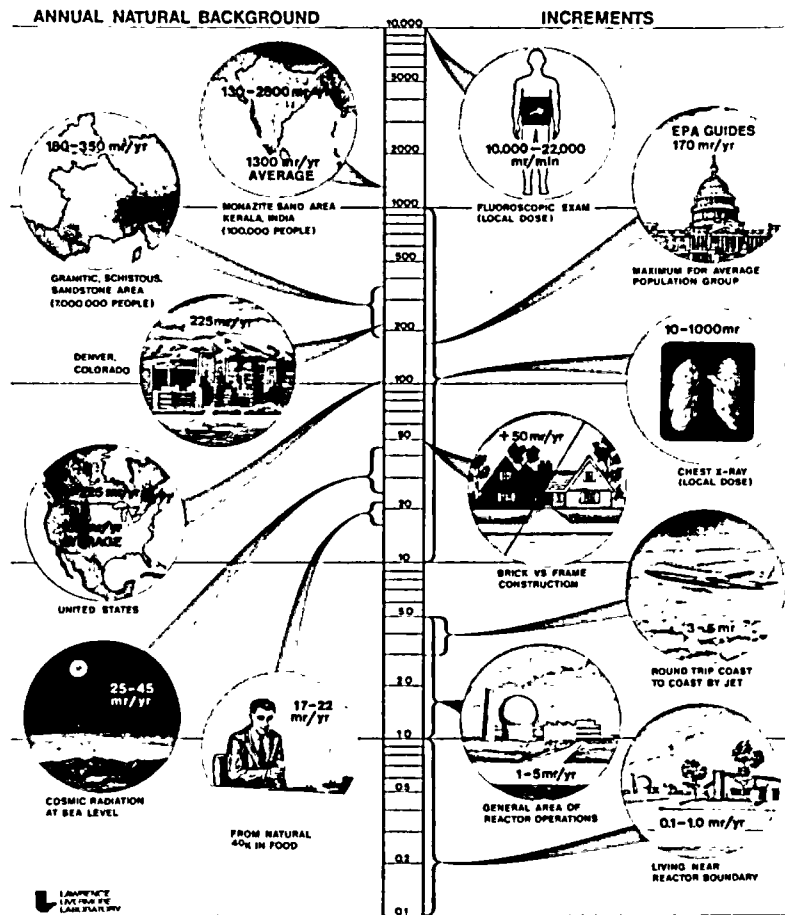 ANNUAL NATURAL BACKGROUND
130-2800 mr/yr
1300 mr/yr
AVERAGE
MONAZITE SAND AREA
KERALA, INDIA
(100,000 PEOPLE)
180-350 mr/yr
GRANITIC, SCHISTOUS,
SANDSTONE AREA
(7,000,000 PEOPLE)
225 mr/yr
DENVER,
COLORADO
AVERAGE
UNITED STATES
25-45
mr/yr
COSMIC RADIATION
AT SEA LEVEL
17-22
mr/yr
FROM NATURAL
40K IN FOOD
LAWRENCE
LIVERMORE
LABORATORY
10,000
5000
2000
1000
500
200
100
50
20
10
5.0
2.0
1.0
0.5
0.2
0.1
INCREMENTS
10,000-22,000
mr/min
FLUOROSCOPIC EXAM
(LOCAL DOSE)
EPA GUIDES
170 mr/yr
MAXIMUM FOR AVERAGE
POPULATION GROUP
10-1000 mr
CHEST X-RAY
(LOCAL DOSE)
+50 mr/yr
BRICK VS FRAME
CONSTRUCTION
3-5 mr
ROUND TRIP COAST
TO COAST BY JET
1-5 mr/yr
GENERAL AREA OF
REACTOR OPERATIONS
0.1-1.0 mr/yr
LIVING NEAR
REACTOR BOUNDARY